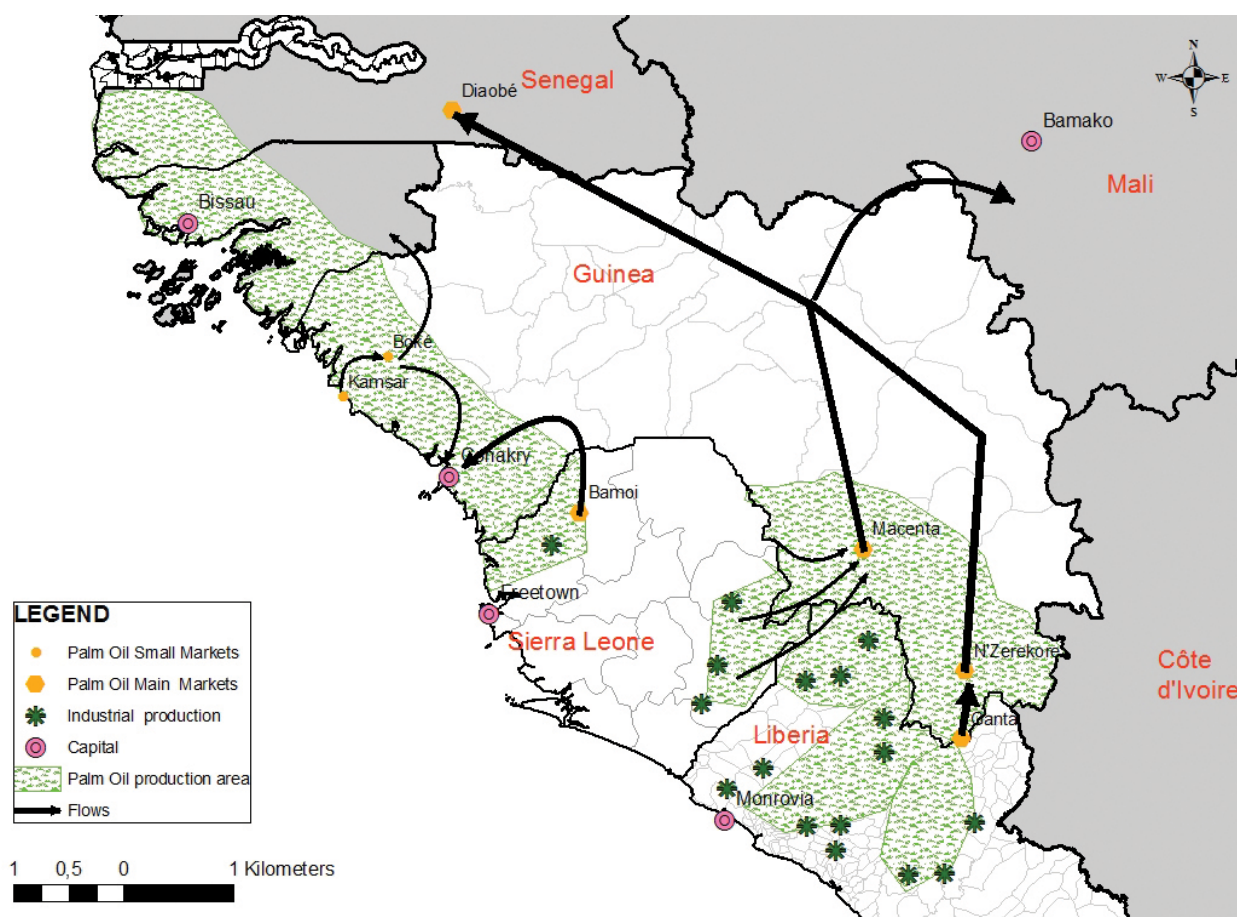 N
W E
S
Senegal
Diaobé
Bamako
Mali
Bissau
Guinea
Boké
Kamsar
Conakry
Bamoi
Macenta
Freetown
Sierra Leone
N'Zerekore
Côte
d'Ivoire
Ganta
Liberia
Monrovia
LEGEND
Palm Oil Small Markets
Palm Oil Main Markets
Industrial production
Capital
Palm Oil production area
Flows
1 0,5 0 1 Kilometers